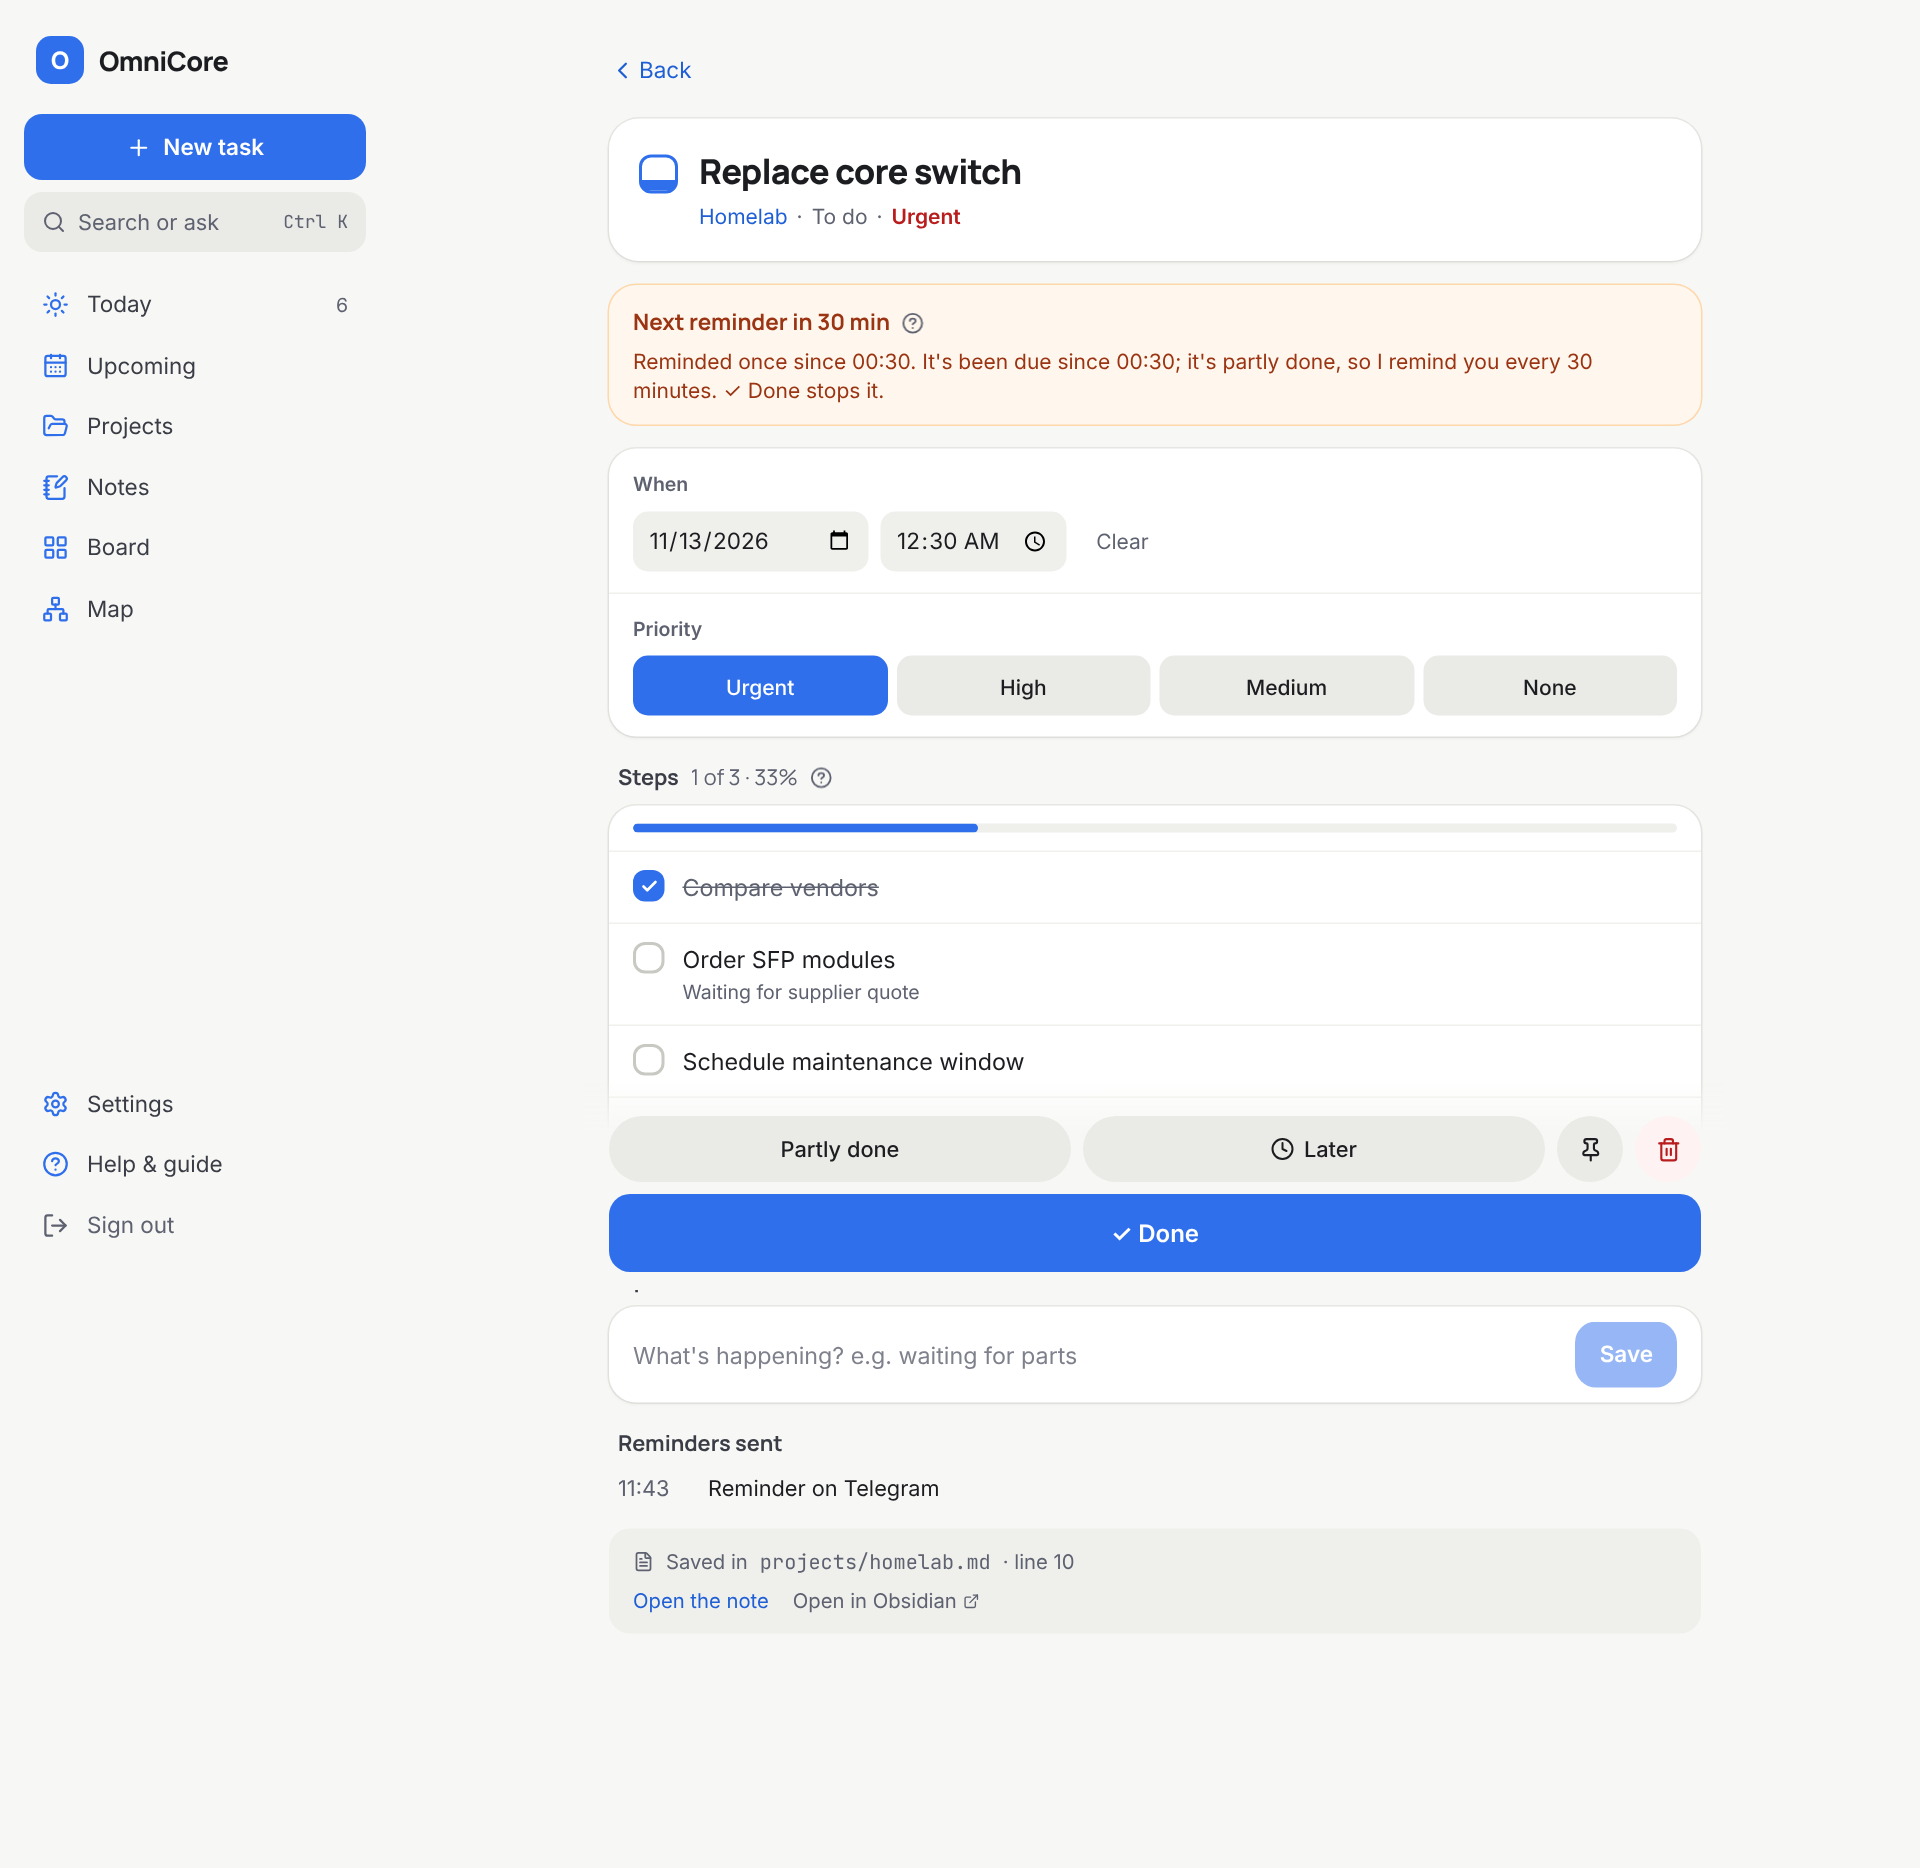 O OmniCore
+ New task
Search or ask Ctrl K
Today 6
Upcoming
Projects
Notes
Board
Map
Settings
Help & guide
Sign out
Back
Replace core switch
Homelab · To do · Urgent
Next reminder in 30 min ?
Reminded once since 00:30. It's been due since 00:30; it's partly done, so I remind you every 30
minutes. ✓ Done stops it.
When
11/13/2026 12:30 AM Clear
Priority
Urgent High Medium None
Steps 1 of 3 · 33% ?
Compare vendors
Order SFP modules
Waiting for supplier quote
Schedule maintenance window
Partly done Later
✓ Done
What's happening? e.g. waiting for parts Save
Reminders sent
11:43 Reminder on Telegram
Saved in projects/homelab.md · line 10
Open the note Open in Obsidian